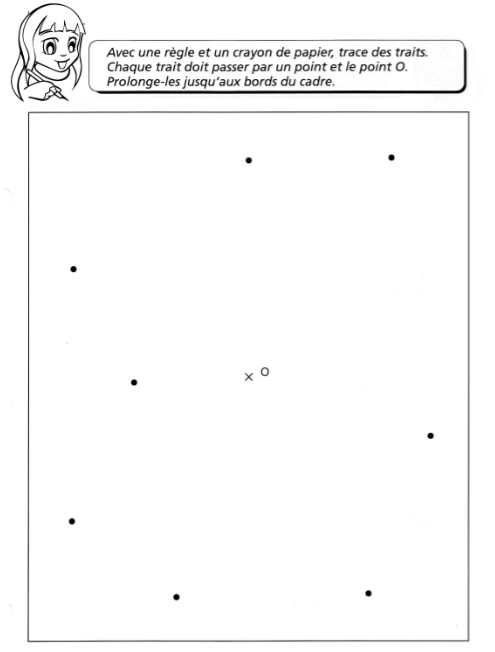 Avec une règle et un crayon de papier, trace des traits.
Chaque trait doit passer par un point et le point O.
Prolonge-les jusqu'aux bords du cadre.
O